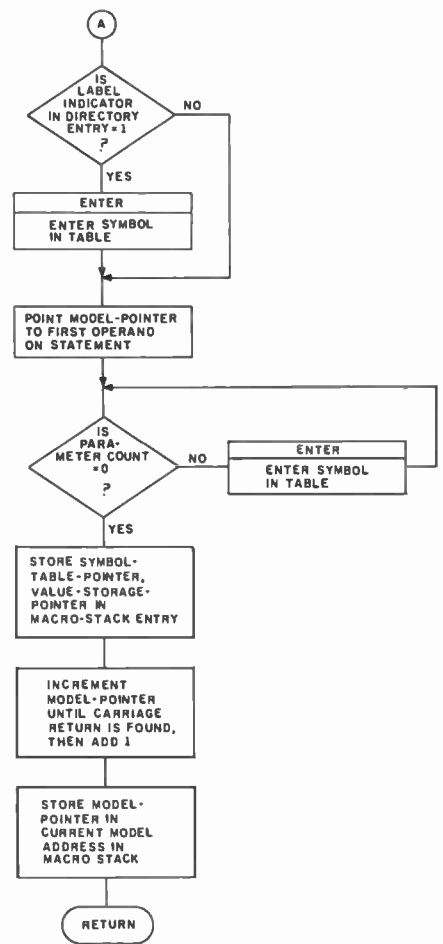 A
IS
LABEL
INDICATOR
IN DIRECTORY
ENTRY=1
?
NO
YES
ENTER
ENTER SYMBOL
IN TABLE
POINT MODEL-POINTER
TO FIRST OPERAND
ON STATEMENT
IS
PARA-
METER COUNT
=0
?
NO
ENTER
ENTER SYMBOL
IN TABLE
YES
STORE SYMBOL-
TABLE-POINTER,
VALUE-STORAGE-
POINTER IN
MACRO-STACK ENTRY
INCREMENT
MODEL-POINTER
UNTIL CARRIAGE
RETURN IS FOUND,
THEN ADD 1
STORE MODEL-
POINTER IN
CURRENT MODEL
ADDRESS IN
MACRO STACK
RETURN